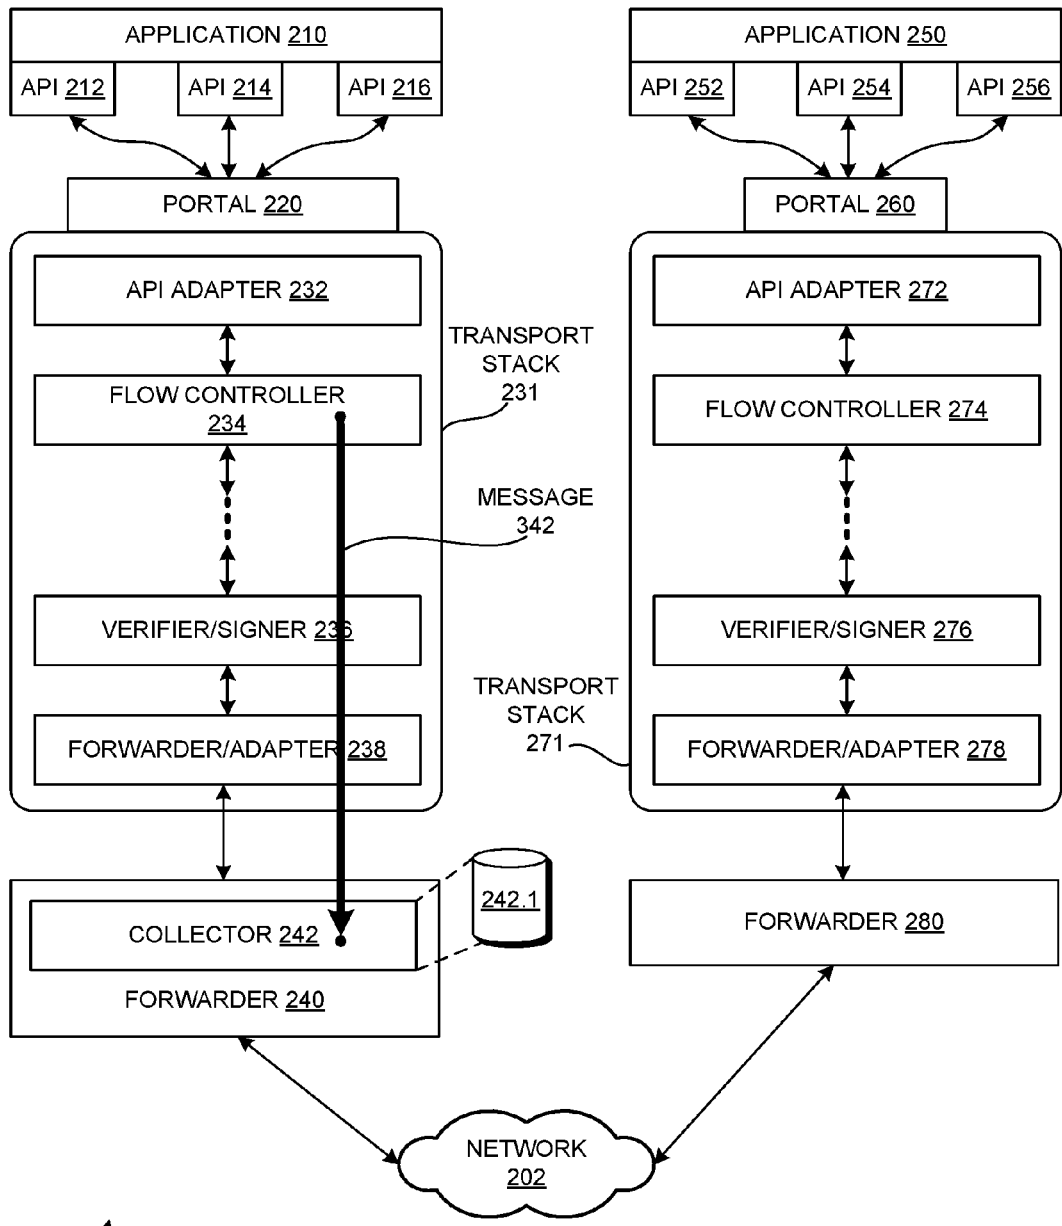 APPLICATION 210
API 212
API 214
API 216
PORTAL 220
API ADAPTER 232
FLOW CONTROLLER
234
VERIFIER/SIGNER 236
FORWARDER/ADAPTER 238
TRANSPORT
STACK
231
MESSAGE
342
COLLECTOR 242
242.1
FORWARDER 240
APPLICATION 250
API 252
API 254
API 256
PORTAL 260
API ADAPTER 272
FLOW CONTROLLER 274
VERIFIER/SIGNER 276
FORWARDER/ADAPTER 278
TRANSPORT
STACK
271
FORWARDER 280
NETWORK
202